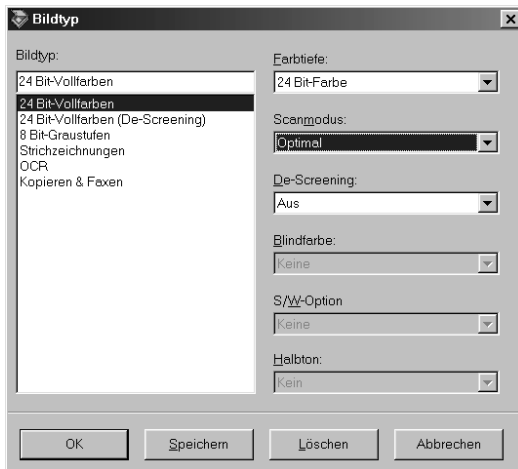 Bildtyp
Bildtyp:
24 Bit-Vollfarben
24 Bit-Vollfarben
24 Bit-Vollfarben (De-Screening)
8 Bit-Graustufen
Strichzeichnungen
OCR
Kopieren & Faxen
Farbtiefe:
24 Bit-Farbe
Scanmodus:
Optimal
De-Screening:
Aus
Blindfarbe:
Keine
S/W-Option
Keine
Halbton:
Kein
OK
Speichern
Löschen
Abbrechen